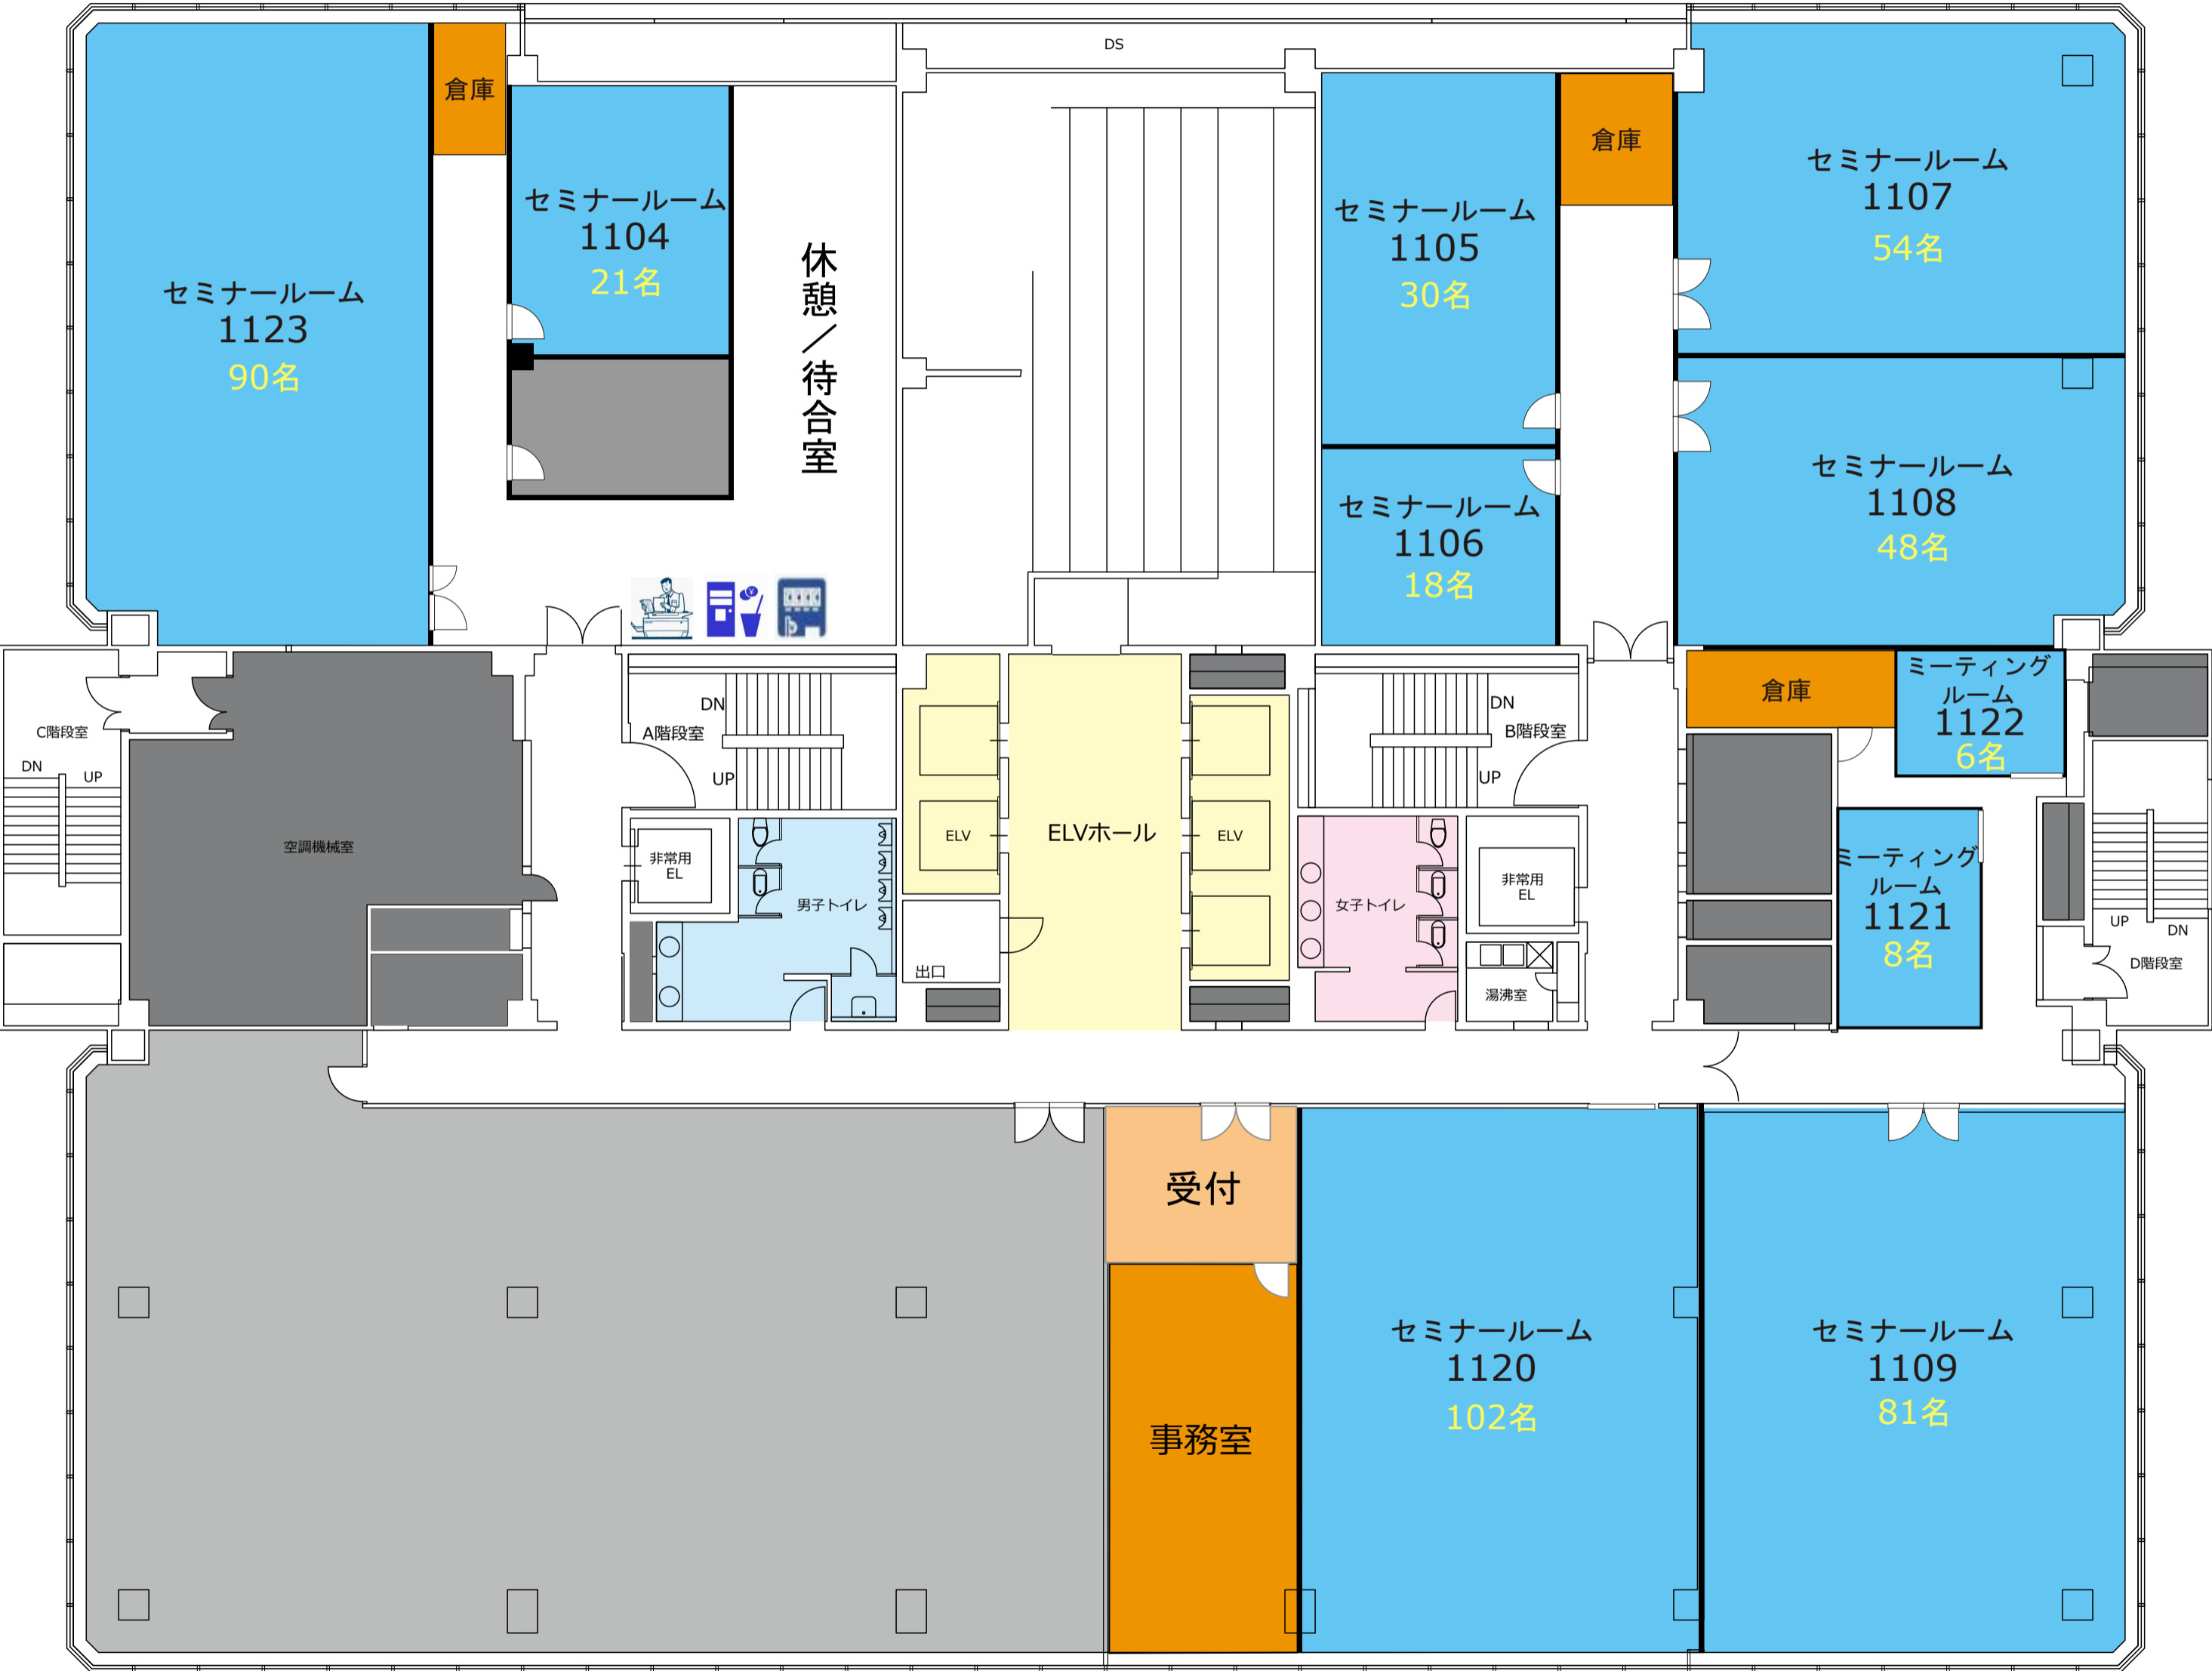 DS
倉庫
セミナールーム
1123
90名
セミナールーム
1104
21名
休憩／待合室
セミナールーム
1105
30名
倉庫
セミナールーム
1107
54名
セミナールーム
1106
18名
セミナールーム
1108
48名
C階段室
DN
UP
空調機械室
DN
A階段室
UP
非常用
EL
男子トイレ
ELV
出口
ELVホール
ELV
女子トイレ
DN
B階段室
UP
非常用
EL
湯沸室
倉庫
ミーティング
ルーム
1122
6名
ミーティング
ルーム
1121
8名
UP
DN
D階段室
受付
事務室
セミナールーム
1120
102名
セミナールーム
1109
81名